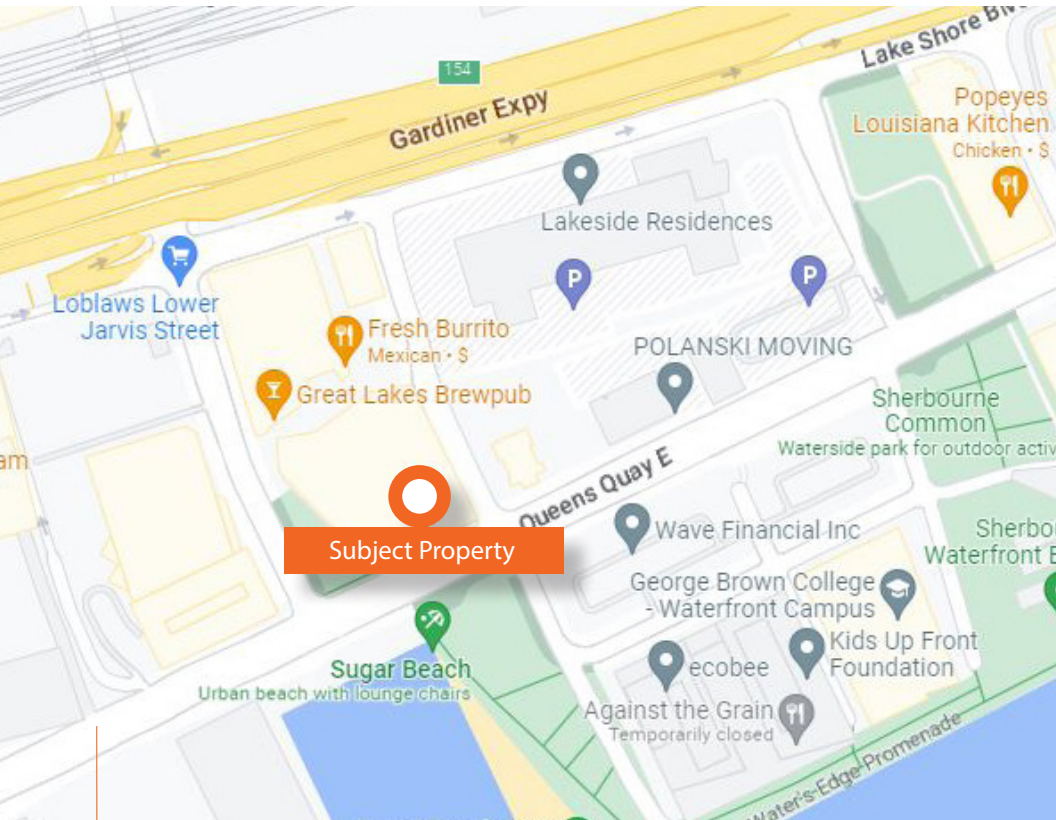 Lake Shore Blv
154
Gardiner Expy
Popeyes
Louisiana Kitchen
Chicken · $
P
Lakeside Residences
P
Loblaws Lower
Jarvis Street
Fresh Burrito
Mexican · $
POLANSKI MOVING
Great Lakes Brewpub
Sherbourne
Common
Waterside park for outdoor activ
am
Queens Quay E
Subject Property
Wave Financial Inc
Sherbo
Waterfront
George Brown College
- Waterfront Campus
Sugar Beach
Urban beach with lounge chairs
ecobee
Kids Up Front
Foundation
Against the Grain
Temporarily closed
Water's-Edge-Promenade